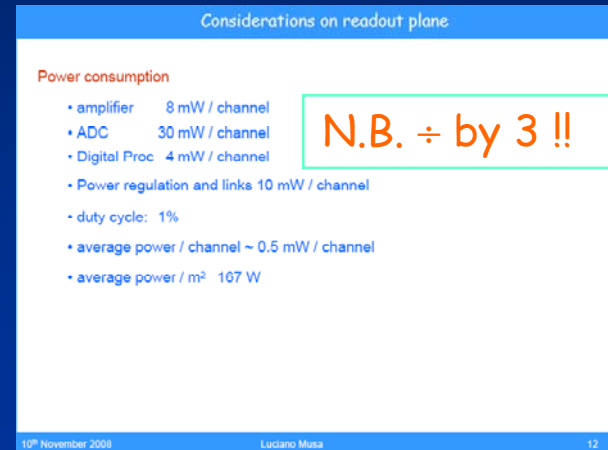 Considerations on readout plane
Power consumption
• amplifier 8 mW / channel
• ADC 30 mW / channel
• Digital Proc 4 mW / channel
N.B. ÷ by 3 !!
• Power regulation and links 10 mW / channel
• duty cycle: 1%
• average power / channel ~ 0.5 mW / channel
• average power / m² 167 W
10th November 2008 Luciano Musa 12